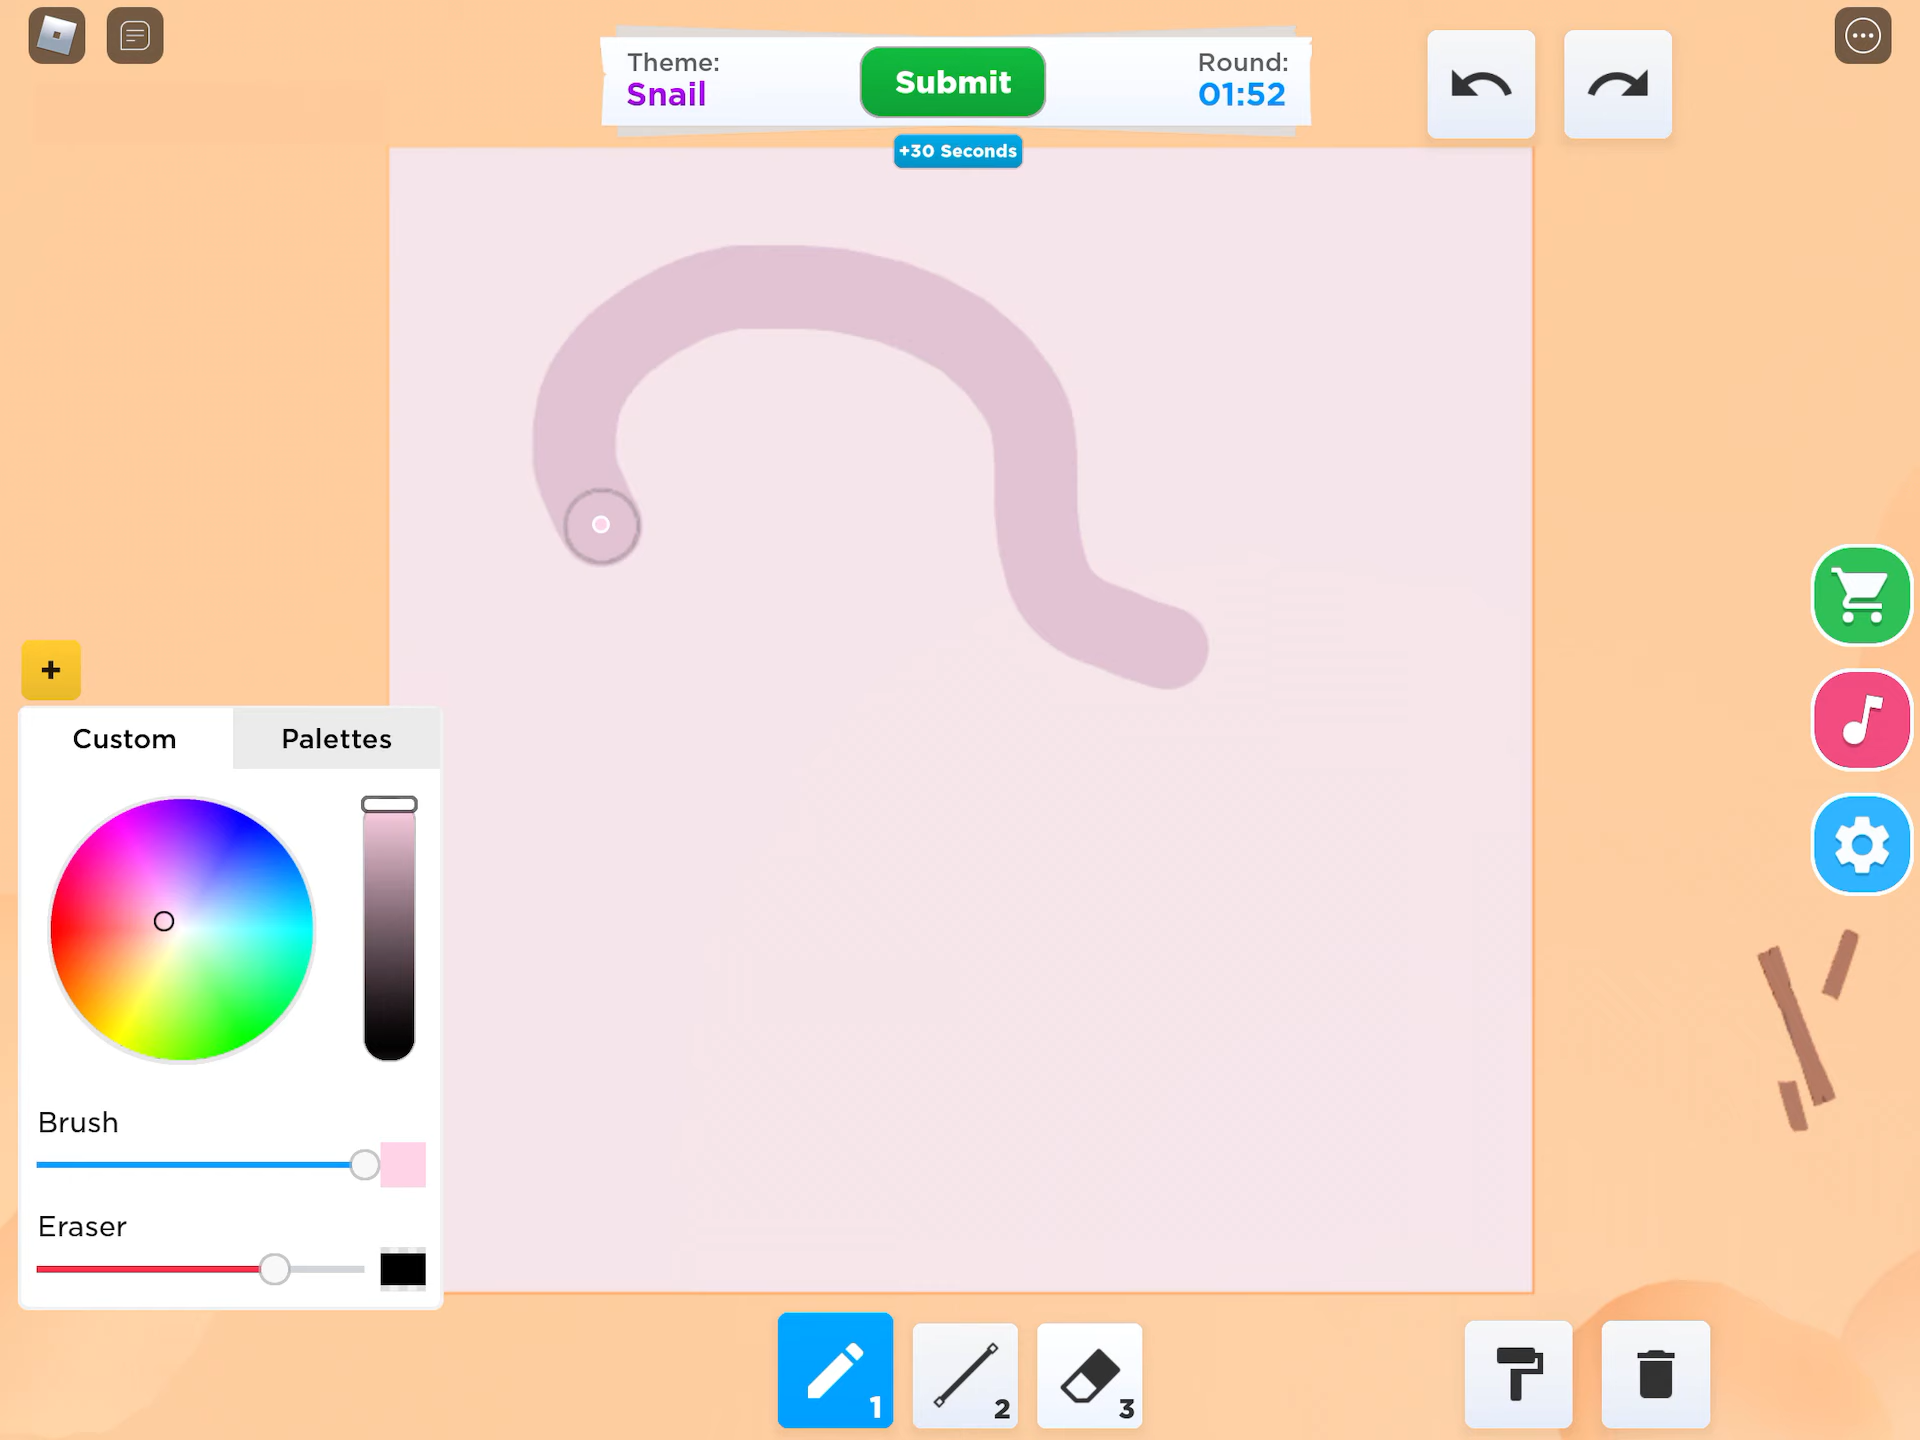 Theme:
Snail
Submit
Round:
01:52
+30 Seconds
+
Custom
Palettes
Brush
Eraser
1
2
3